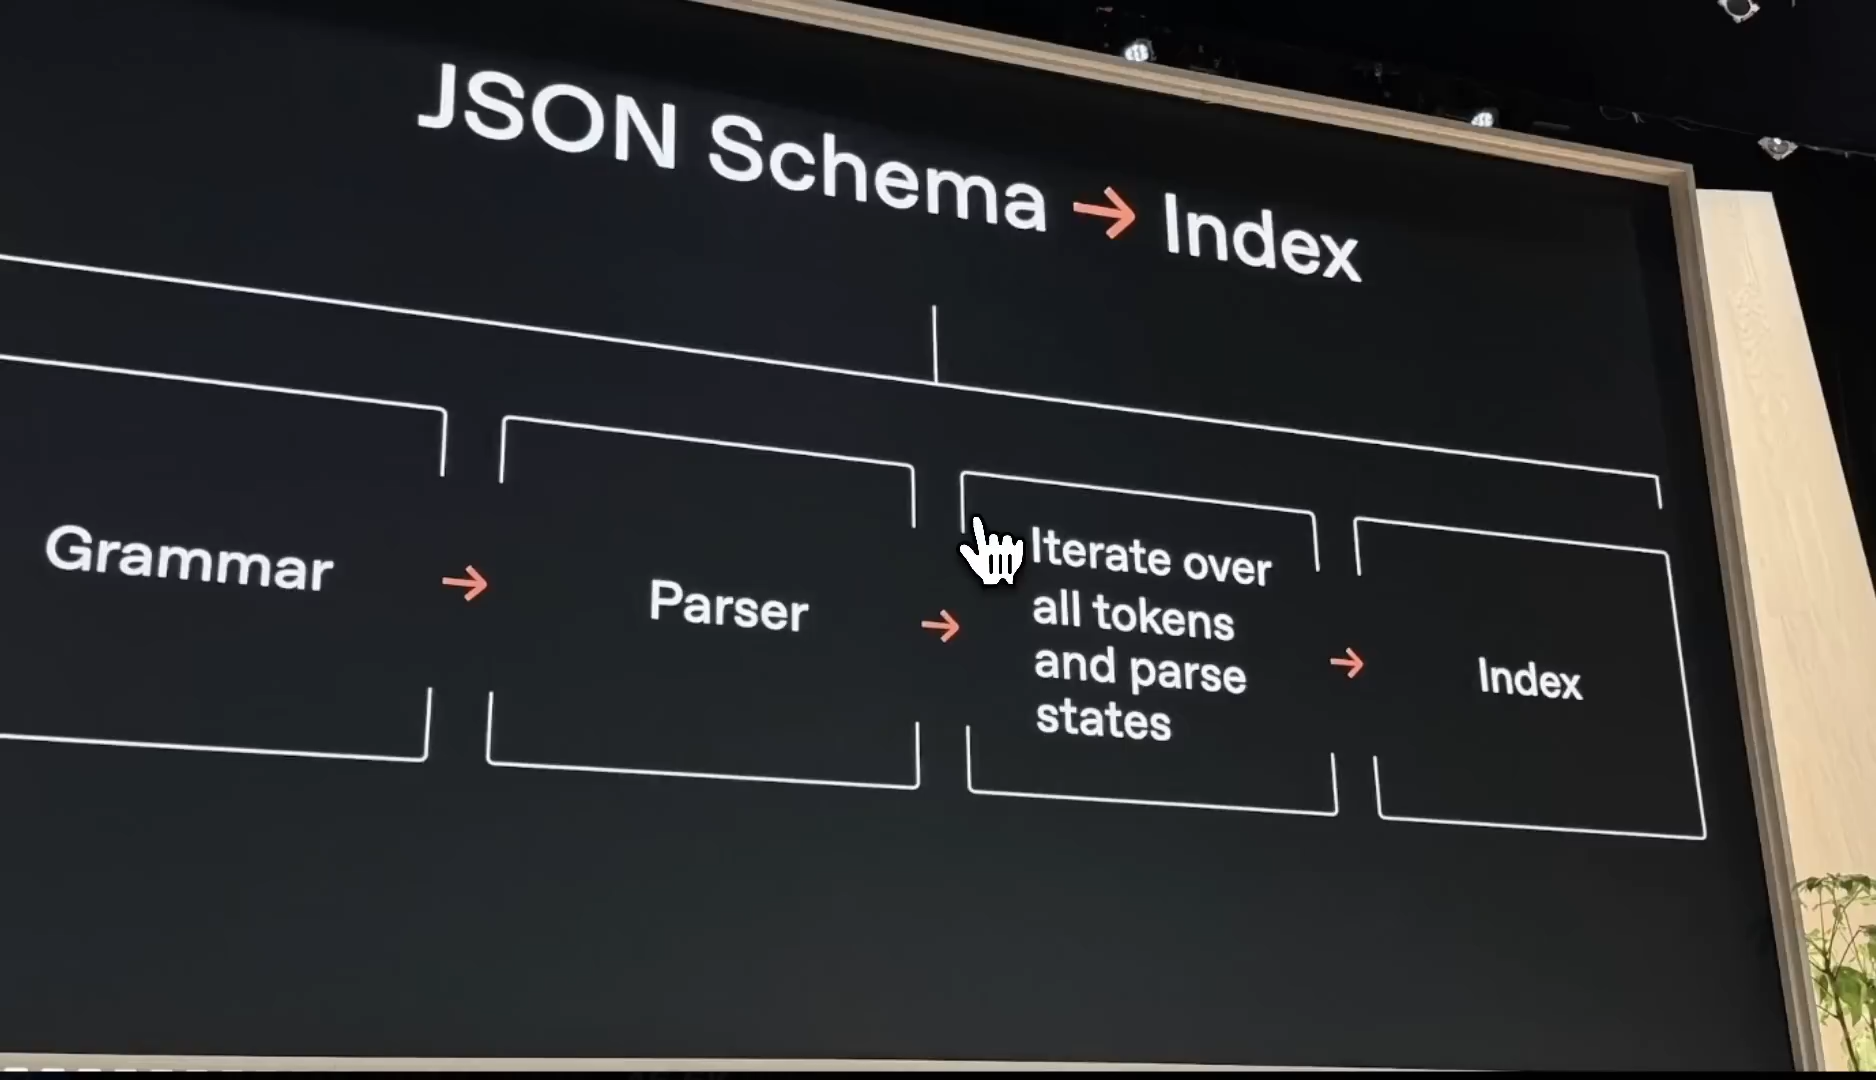 JSON Schema → Index
Grammar
→
Parser
→
Iterate over
all tokens
and parse
states
→
Index